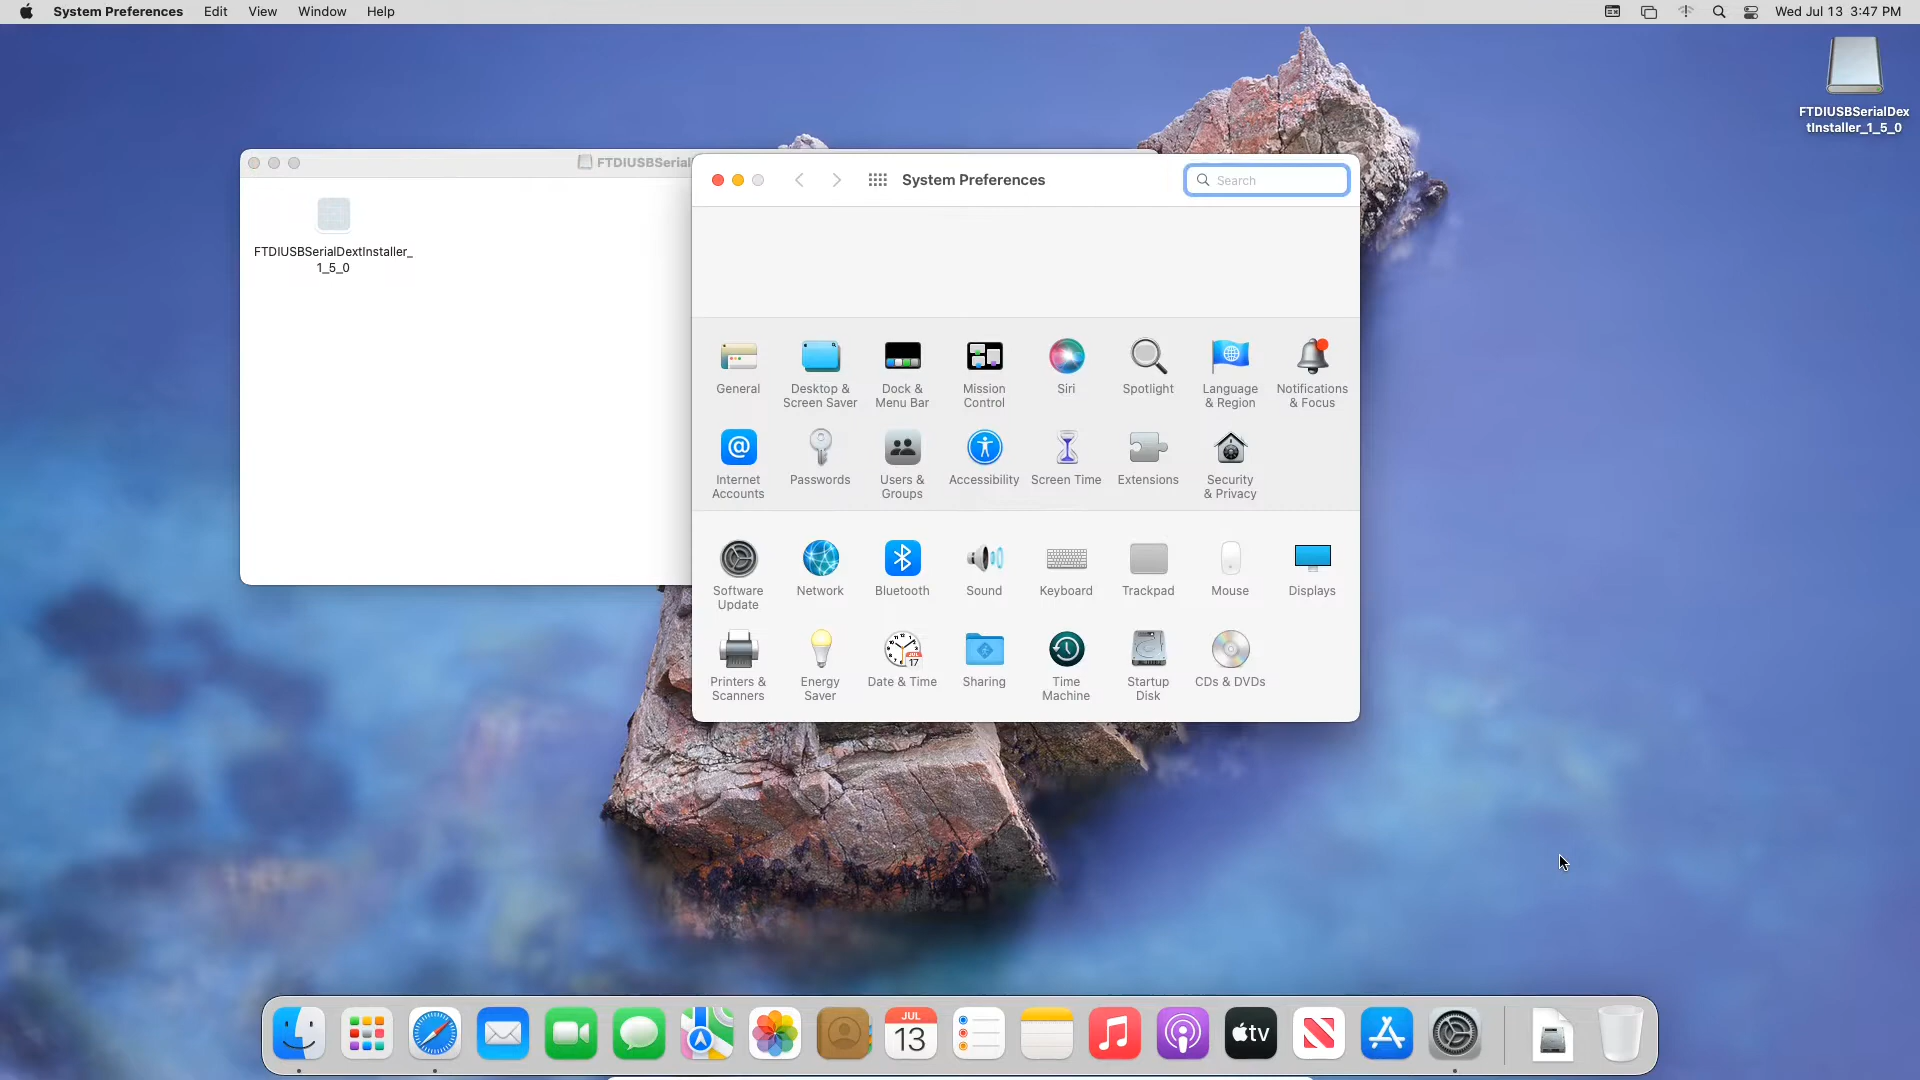 System Preferences Edit View Window Help
Wed Jul 13 3:47 PM
FTDIUSBSerialDex
tInstaller_1_5_0
FTDIUSBSerial
FTDIUSBSerialDextInstaller_
1_5_0
System Preferences
Search
General
Desktop &
Screen Saver
Dock &
Menu Bar
Mission
Control
Siri
Spotlight
Language
& Region
Notifications
& Focus
Internet
Accounts
Passwords
Users &
Groups
Accessibility
Screen Time
Extensions
Security
& Privacy
Software
Update
Network
Bluetooth
Sound
Keyboard
Trackpad
Mouse
Displays
Printers &
Scanners
Energy
Saver
JUL
17
Date & Time
Sharing
Time
Machine
Startup
Disk
CDs & DVDs
JUL
13
tv